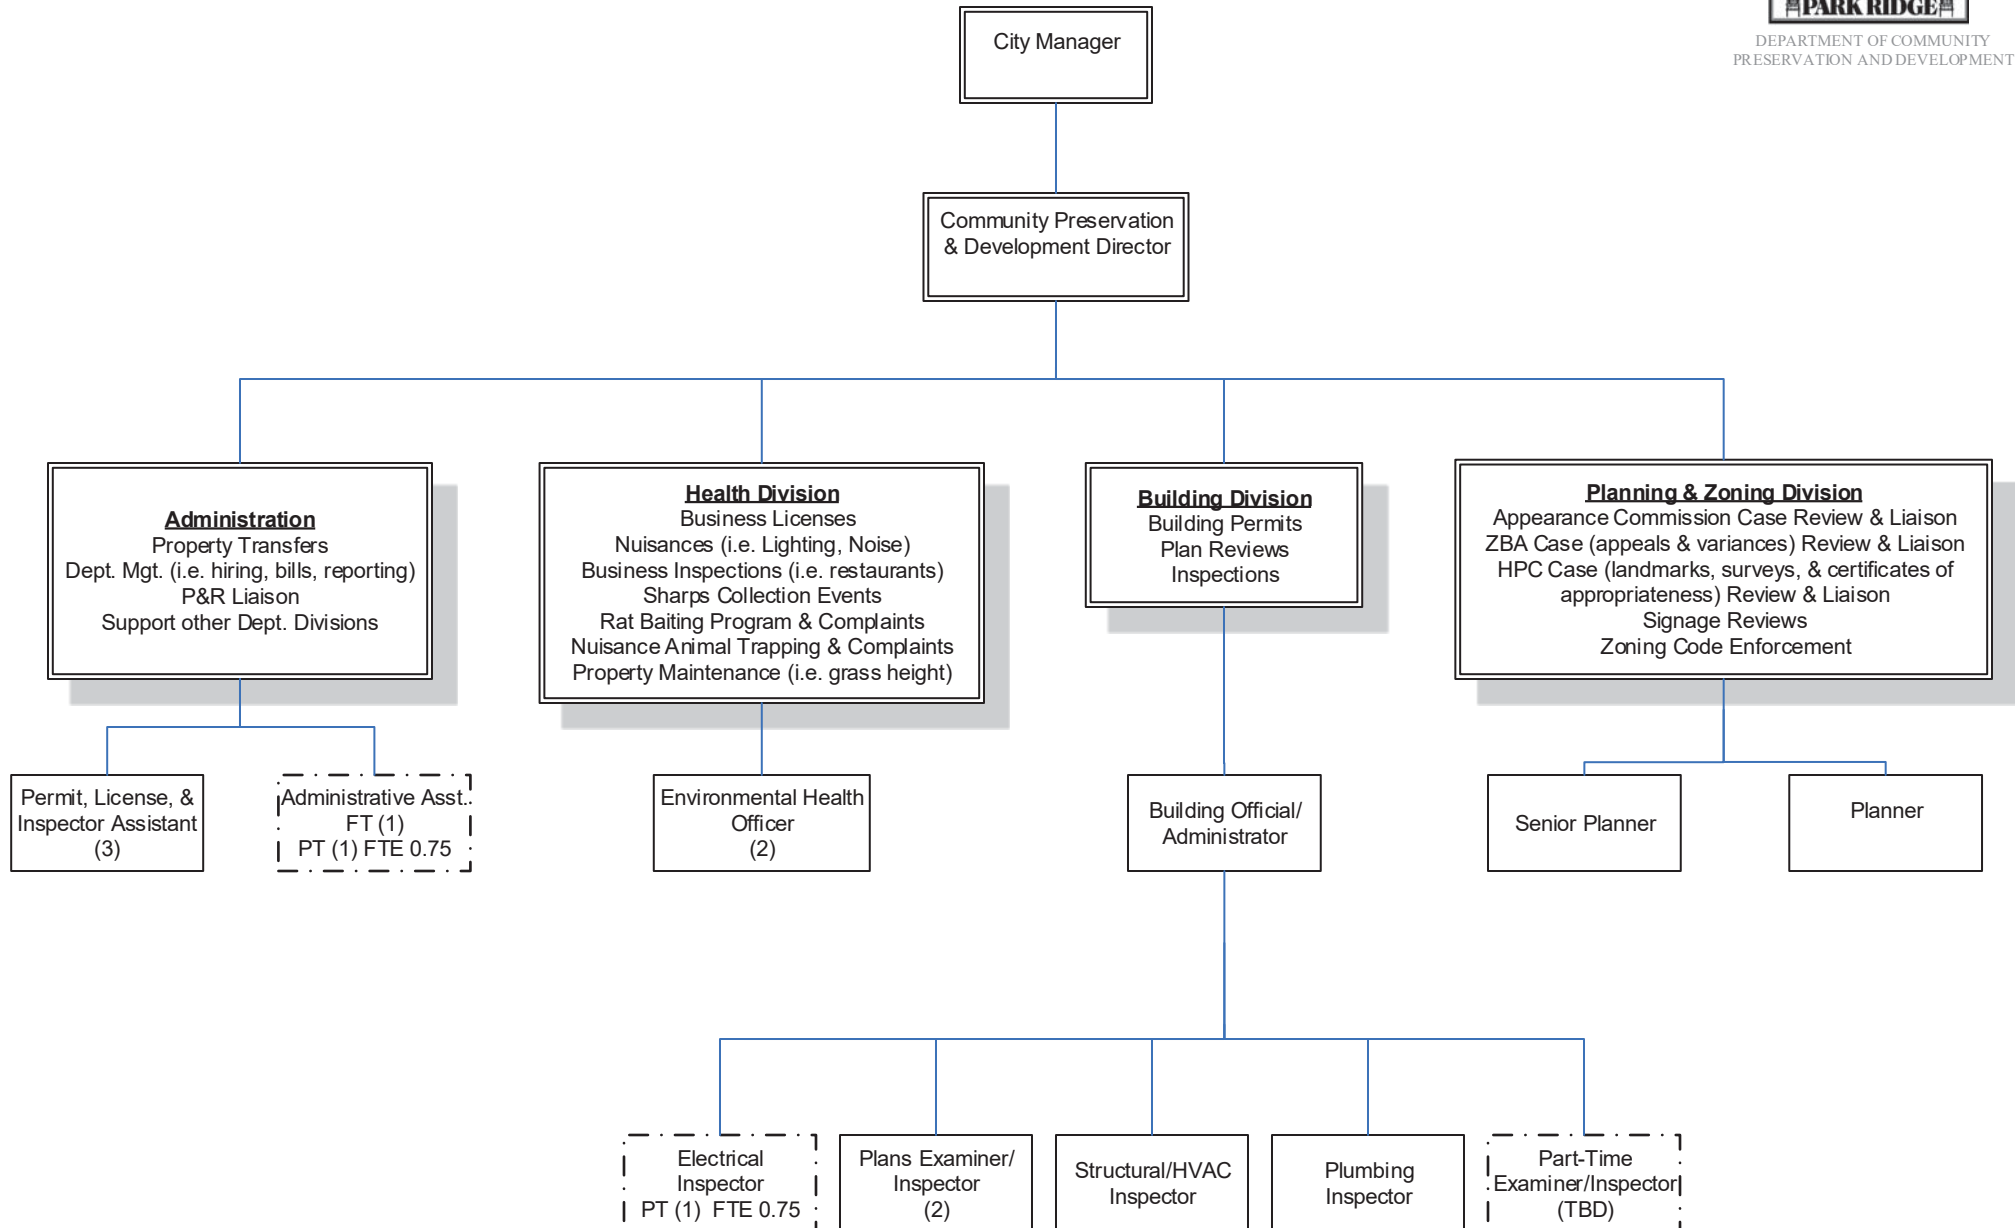 PARK RIDGE
DEPARTMENT OF COMMUNITY
PRESERVATION AND DEVELOPMENT
City Manager
Community Preservation
& Development Director
Administration
Property Transfers
Dept. Mgt. (i.e. hiring, bills, reporting)
P&R Liaison
Support other Dept. Divisions
Health Division
Business Licenses
Nuisances (i.e. Lighting, Noise)
Business Inspections (i.e. restaurants)
Sharps Collection Events
Rat Baiting Program & Complaints
Nuisance Animal Trapping & Complaints
Property Maintenance (i.e. grass height)
Building Division
Building Permits
Plan Reviews
Inspections
Planning & Zoning Division
Appearance Commission Case Review & Liaison
ZBA Case (appeals & variances) Review & Liaison
HPC Case (landmarks, surveys, & certificates of
appropriateness) Review & Liaison
Signage Reviews
Zoning Code Enforcement
Permit, License, &
Inspector Assistant
(3)
Administrative Asst.
FT (1)
PT (1) FTE 0.75
Environmental Health
Officer
(2)
Building Official/
Administrator
Senior Planner
Planner
Electrical
Inspector
PT (1) FTE 0.75
Plans Examiner/
Inspector
(2)
Structural/HVAC
Inspector
Plumbing
Inspector
Part-Time
Examiner/Inspector
(TBD)